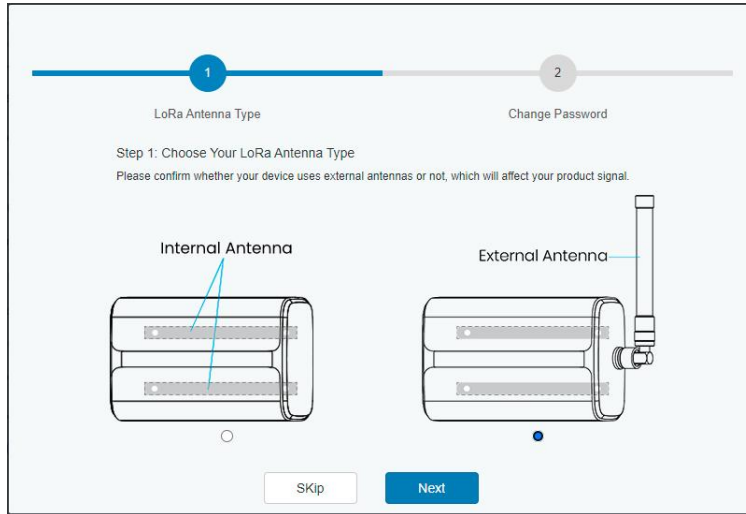 1
2
LoRa Antenna Type
Change Password
Step 1: Choose Your LoRa Antenna Type
Please confirm whether your device uses external antennas or not, which will affect your product signal.
Internal Antenna
External Antenna
SKip
Next